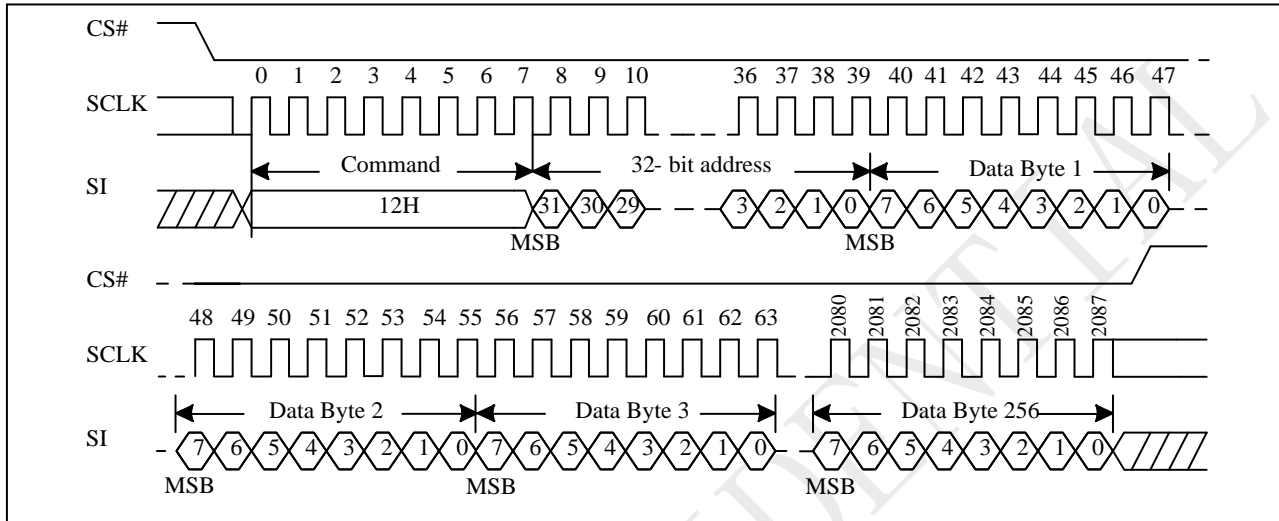 CS#
0 1 2 3 4 5 6 7 8 9 10 36 37 38 39 40 41 42 43 44 45 46 47
SCLK
Command 32- bit address Data Byte 1
SI
12H 31 30 29 3 2 1 0 7 6 5 4 3 2 1 0
MSB MSB
CS#
48 49 50 51 52 53 54 55 56 57 58 59 60 61 62 63 2080 2081 2082 2083 2084 2085 2086 2087
SCLK
Data Byte 2 Data Byte 3 Data Byte 256
SI
7 6 5 4 3 2 1 0 7 6 5 4 3 2 1 0 7 6 5 4 3 2 1 0
MSB MSB MSB